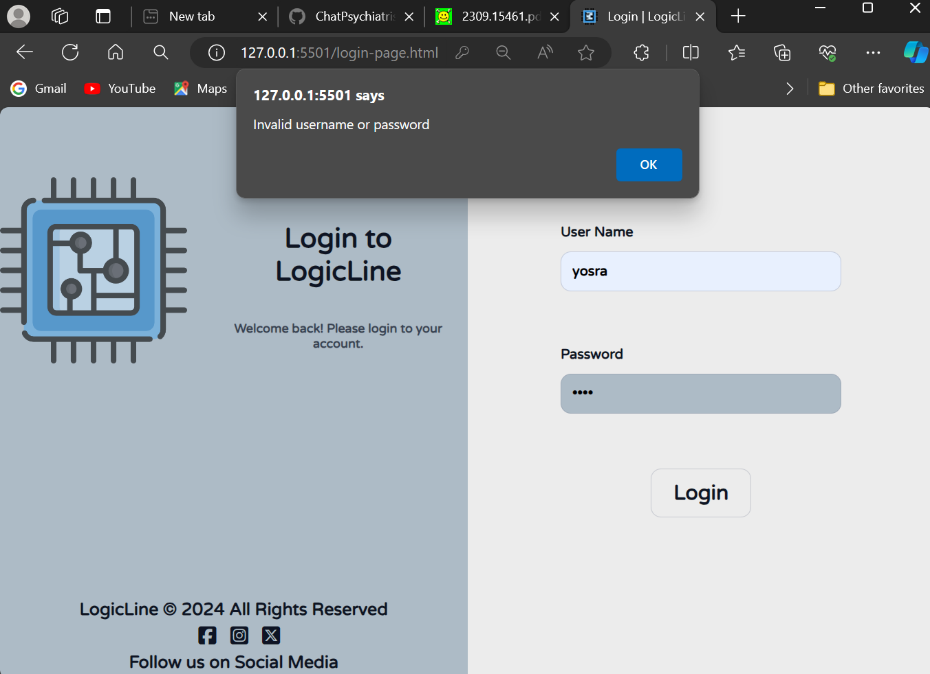 New tab
ChatPsychiatri
2309.15461.pd
Login | LogicLi
127.0.0.1:5501/login-page.html
Gmail
YouTube
Maps
Other favorites
127.0.0.1:5501 says
Invalid username or password
OK
Login to
LogicLine
Welcome back! Please login to your
account.
User Name
yosra
Password
••••
Login
LogicLine © 2024 All Rights Reserved
Follow us on Social Media